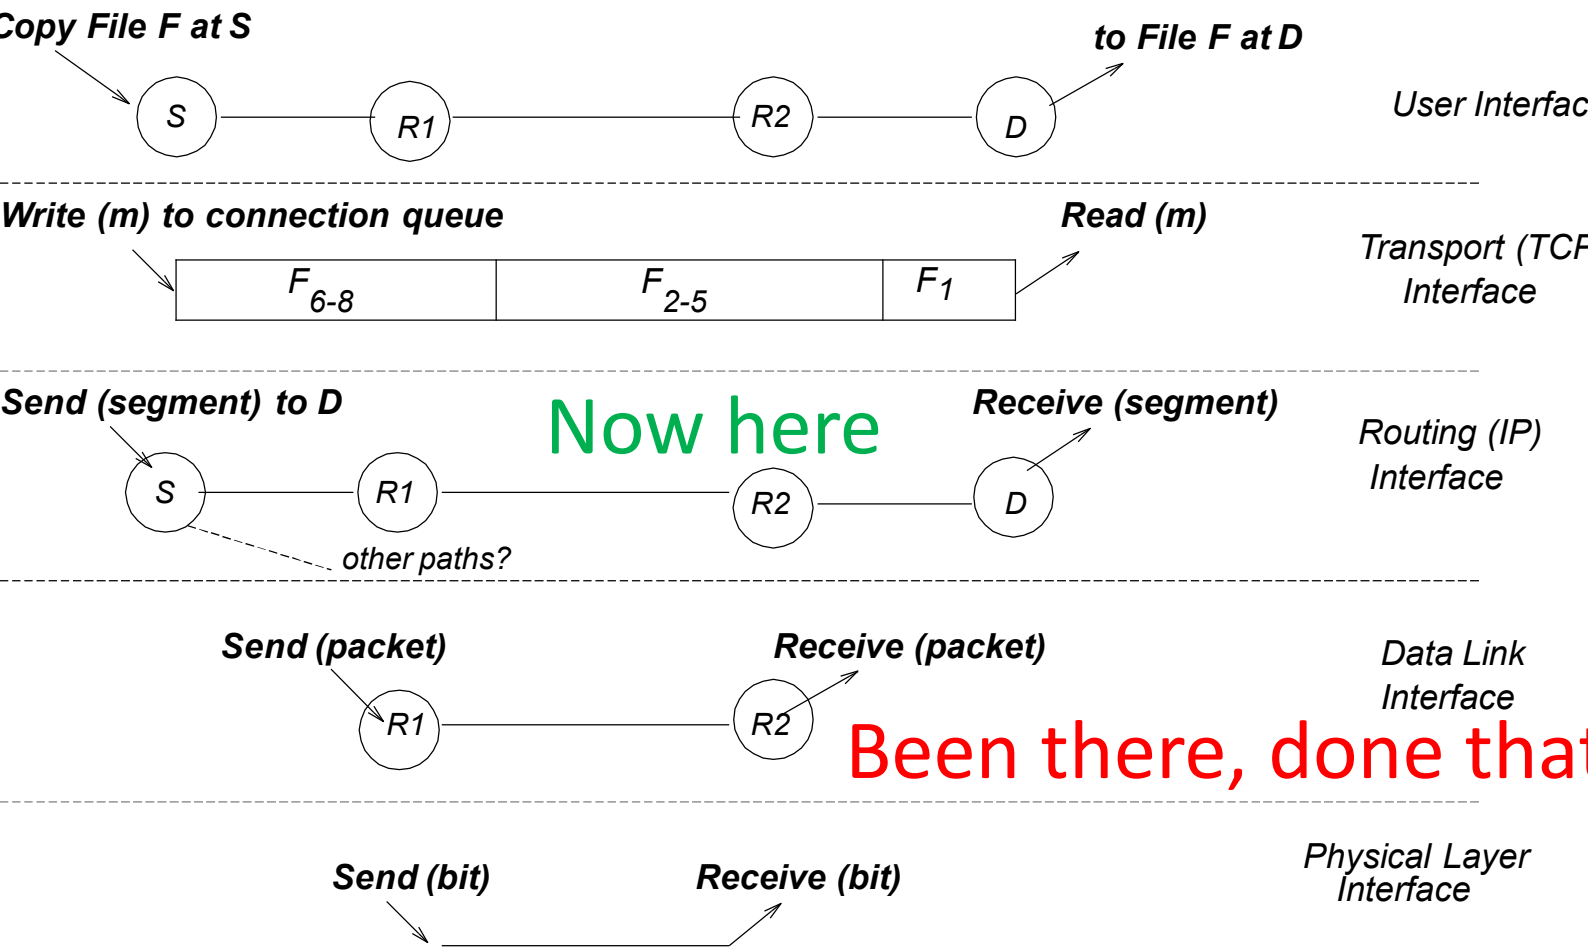 Copy File F at S
to File F at D
S
R1
R2
D
User Interfac
Write (m) to connection queue
Read (m)
F6-8
F2-5
F1
Transport (TCP
Interface
Send (segment) to D
Now here
Receive (segment)
Routing (IP)
Interface
S
R1
R2
D
other paths?
Send (packet)
Receive (packet)
Data Link
Interface
R1
R2
Been there, done that
Physical Layer
Interface
Send (bit)
Receive (bit)